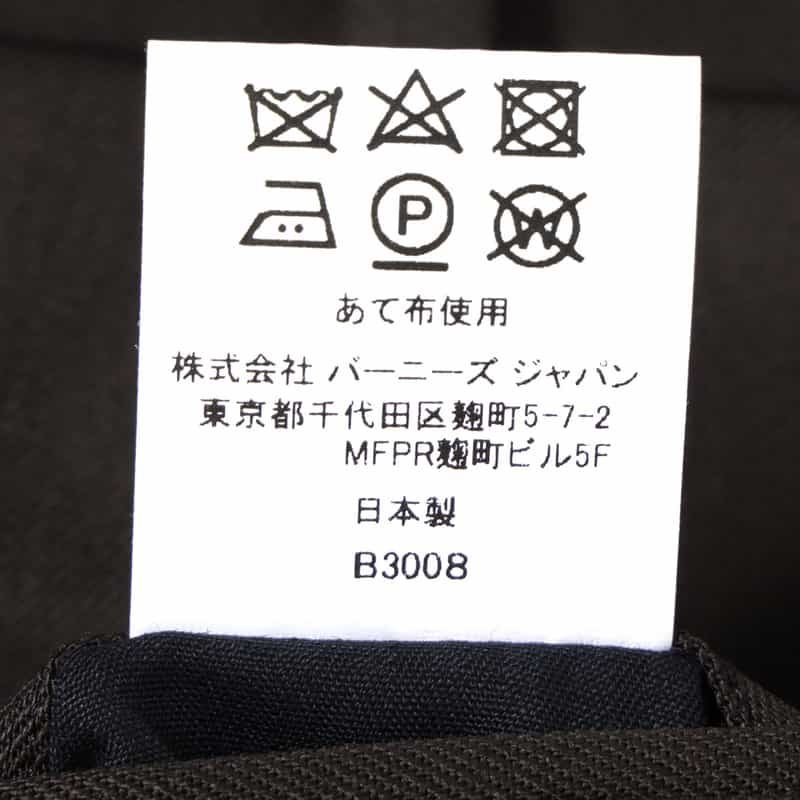 P
W
あて布使用
株式会社 バーニーズ ジャパン
東京都千代田区麹町5-7-2
MFPR麹町ビル5F
日本製
B3008